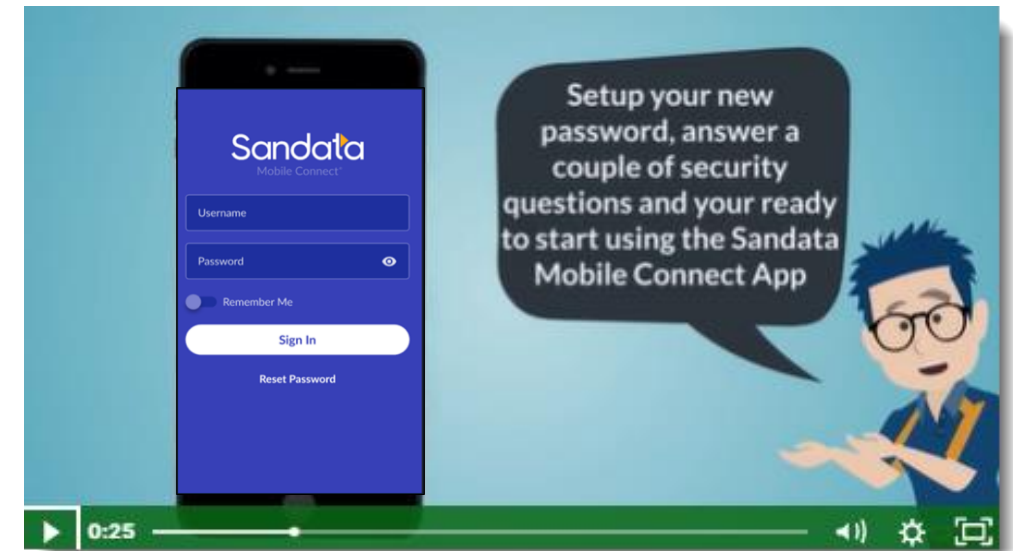 Sandata
Mobile Connect
Username
Password
Remember Me
Sign In
Reset Password
Setup your new
password, answer a
couple of security
questions and your ready
to start using the Sandata
Mobile Connect App
0:25